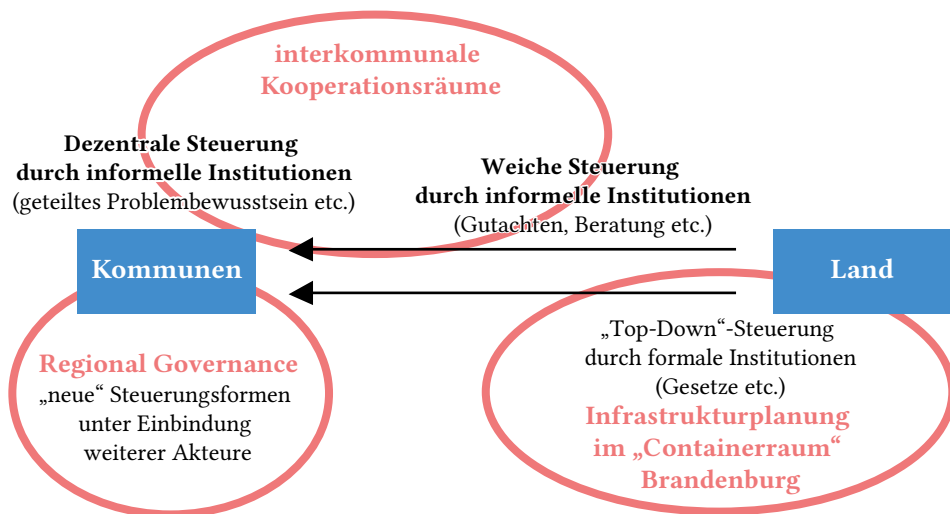 interkommunale
Kooperationsräume
Dezentrale Steuerung
durch informelle Institutionen
(geteiltes Problembewusstsein etc.)
Weiche Steuerung
durch informelle Institutionen
(Gutachten, Beratung etc.)
Kommunen
Land
„Top-Down“-Steuerung
durch formale Institutionen
(Gesetze etc.)
Infrastrukturplanung
im „Containerraum“
Brandenburg
Regional Governance
„neue“ Steuerungsformen
unter Einbindung
weiterer Akteure